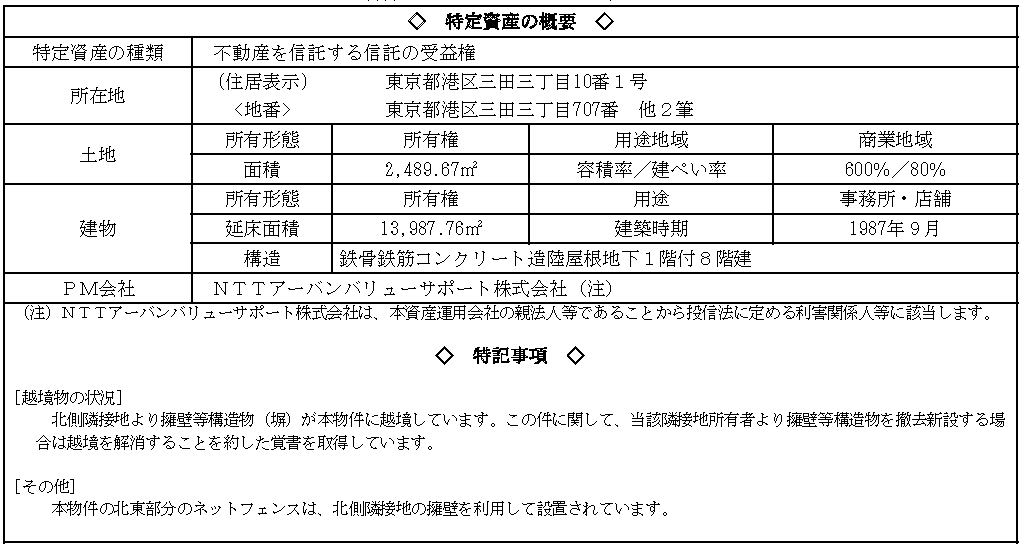 ◇ 特定資産の概要 ◇
特定資産の種類 不動産を信託する信託の受益権
所在地 (住居表示) 東京都港区三田三丁目10番1号
<地番> 東京都港区三田三丁目707番 他2筆
土地 所有形態 所有権 用途地域 商業地域
面積 2,489.67㎡ 容積率/建ぺい率 600%/80%
建物 所有形態 所有権 用途 事務所・店舗
延床面積 13,987.76㎡ 建築時期 1987年9月
構造 鉄骨鉄筋コンクリート造陸屋根地下1階付8階建
PM会社 NTTアーバンバリューサポート株式会社(注)
(注)NTTアーバンバリューサポート株式会社は、本資産運用会社の親法人等であることから投信法に定める利害関係人等に該当します。
◇ 特記事項 ◇
[越境物の状況]
北側隣接地より擁壁等構造物(塀)が本物件に越境しています。この件に関して、当該隣接地所有者より擁壁等構造物を撤去新設する場
合は越境を解消することを約した覚書を取得しています。
[その他]
本物件の北東部分のネットフェンスは、北側隣接地の擁壁を利用して設置されています。